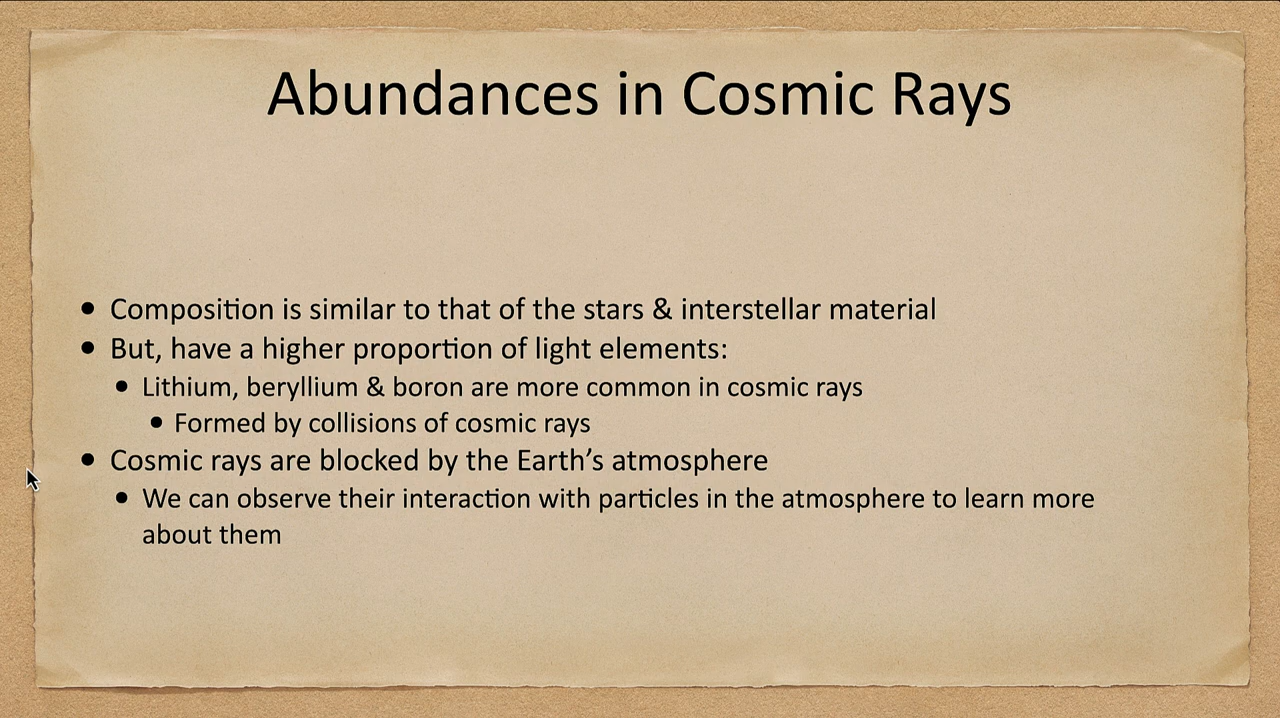 Abundances in Cosmic Rays
• Composition is similar to that of the stars & interstellar material
• But, have a higher proportion of light elements:
• Lithium, beryllium & boron are more common in cosmic rays
• Formed by collisions of cosmic rays
• Cosmic rays are blocked by the Earth’s atmosphere
• We can observe their interaction with particles in the atmosphere to learn more
about them